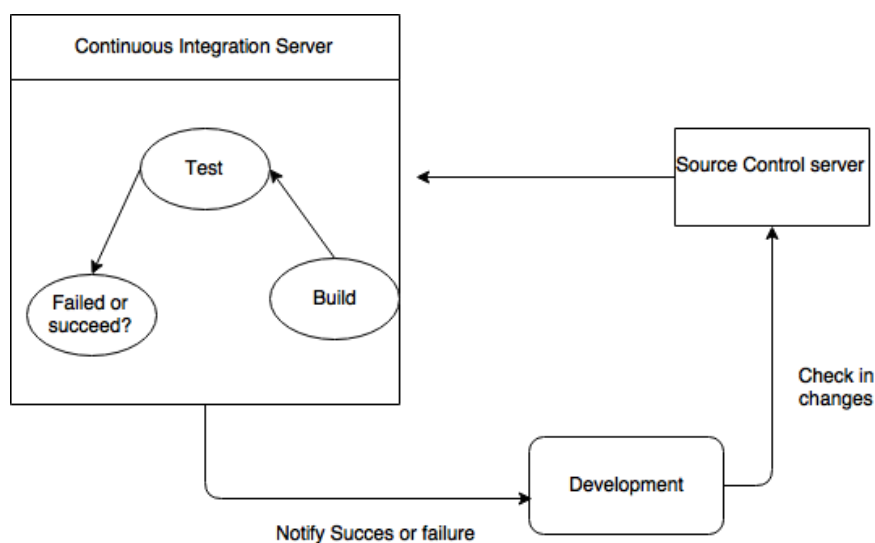 Continuous Integration Server
Test
Source Control server
Failed or
succeed?
Build
Check in
changes
Development
Notify Succes or failure